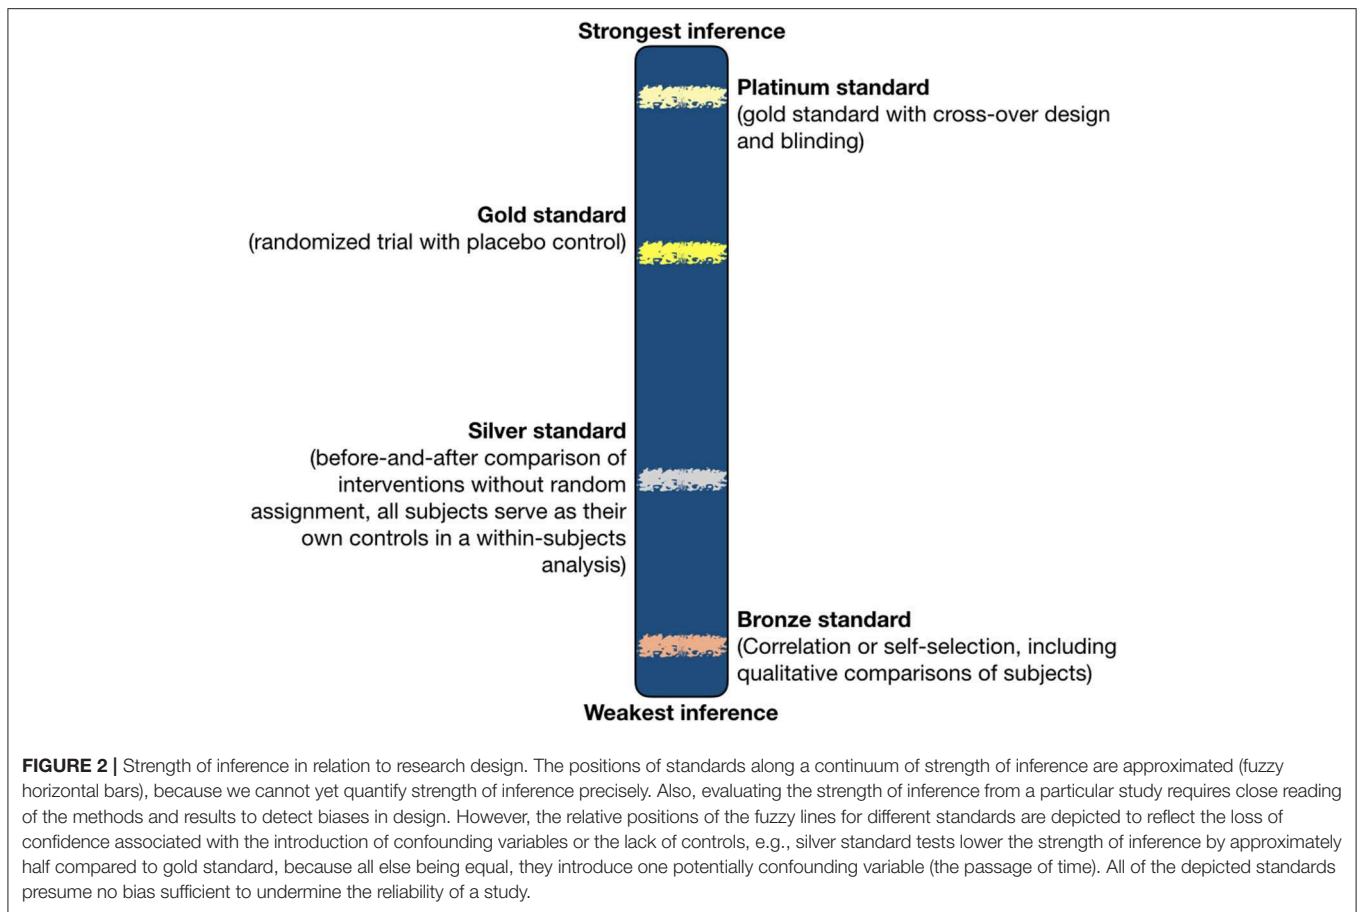 Strongest inference
Platinum standard
(gold standard with cross-over design
and blinding)
Gold standard
(randomized trial with placebo control)
Silver standard
(before-and-after comparison of
interventions without random
assignment, all subjects serve as their
own controls in a within-subjects
analysis)
Bronze standard
(Correlation or self-selection, including
qualitative comparisons of subjects)
Weakest inference
FIGURE 2 | Strength of inference in relation to research design. The positions of standards along a continuum of strength of inference are approximated (fuzzy
horizontal bars), because we cannot yet quantify strength of inference precisely. Also, evaluating the strength of inference from a particular study requires close reading
of the methods and results to detect biases in design. However, the relative positions of the fuzzy lines for different standards are depicted to reflect the loss of
confidence associated with the introduction of confounding variables or the lack of controls, e.g., silver standard tests lower the strength of inference by approximately
half compared to gold standard, because all else being equal, they introduce one potentially confounding variable (the passage of time). All of the depicted standards
presume no bias sufficient to undermine the reliability of a study.